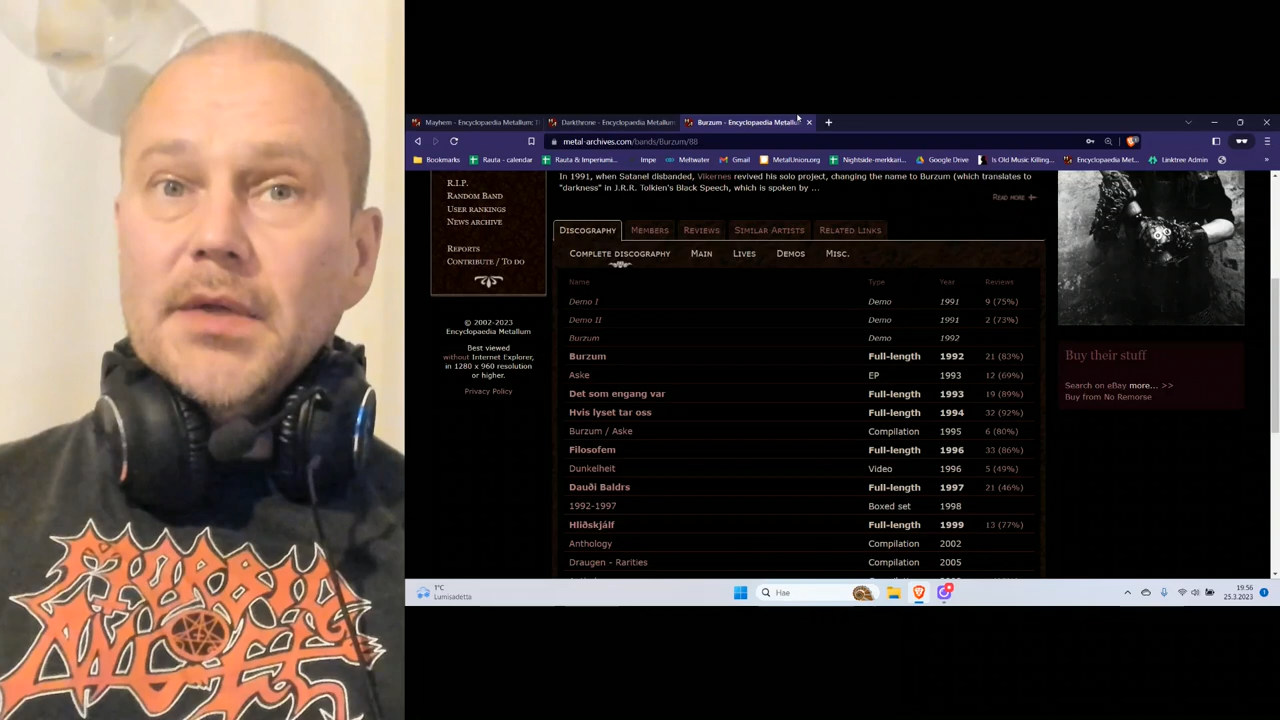 MORBID
ANGEL
Mayhem - Encyclopaedia Metallum: T
Darkthrone - Encyclopaedia Metallum
Burzum - Encyclopaedia Metallu
metal-archives.com/bands/Burzum/88
Bookmarks Rauta - calendar Rauta & Imperiumi... Impe Meltwater Gmail MetalUnion.org Nightside-merkkari... Google Drive Is Old Music Killing... Encyclopaedia Met... Linktree Admin »
R.I.P.
Random Band
User rankings
News archive
Reports
Contribute / To do
© 2002-2023
Encyclopaedia Metallum
Best viewed
without Internet Explorer,
in 1280 x 960 resolution
or higher.
Privacy Policy
In 1991, when Satanel disbanded, Vikernes revived his solo project, changing the name to Burzum (which translates to
"darkness" in J.R.R. Tolkien's Black Speech, which is spoken by ...
Read more
Discography Members Reviews Similar Artists Related Links
Complete discography Main Lives Demos Misc.
Name Type Year Reviews
Demo I Demo 1991 9 (75%)
Demo II Demo 1991 2 (73%)
Burzum Demo 1992
Burzum Full-length 1992 21 (83%)
Aske EP 1993 12 (69%)
Det som engang var Full-length 1993 19 (89%)
Hvis lyset tar oss Full-length 1994 32 (92%)
Burzum / Aske Compilation 1995 6 (80%)
Filosofem Full-length 1996 33 (86%)
Dunkelheit Video 1996 5 (49%)
Dauði Baldrs Full-length 1997 21 (46%)
1992-1997 Boxed set 1998
Hliðskjálf Full-length 1999 13 (77%)
Anthology Compilation 2002
Draugen - Rarities Compilation 2005
Buy their stuff
Search on eBay more... >>
Buy from No Remorse
1°C
Lumisadetta
Hae
19.56
25.3.2023